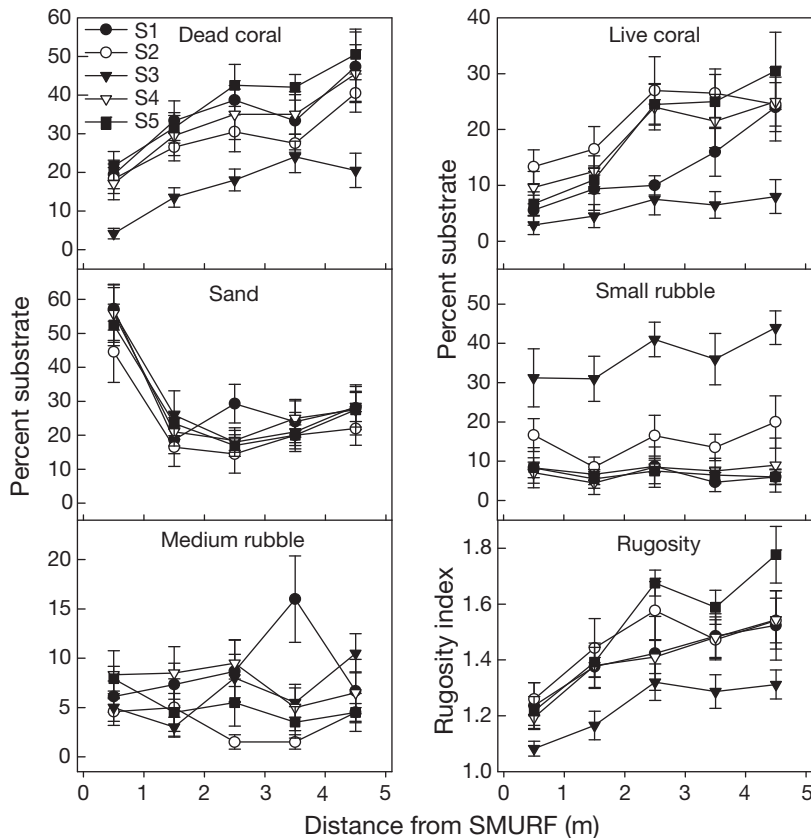 60
50
40
30
20
10
0
Dead coral
S1
S2
S3
S4
S5
40
30
20
10
0
Live coral
60
50
40
30
20
10
0
Sand
50
40
30
20
10
0
Small rubble
20
15
10
5
0
Medium rubble
1.8
1.6
1.4
1.2
1.0
Rugosity
Percent substrate
Percent substrate
Rugosity index
0 1 2 3 4 5
0 1 2 3 4 5
Distance from SMURF (m)